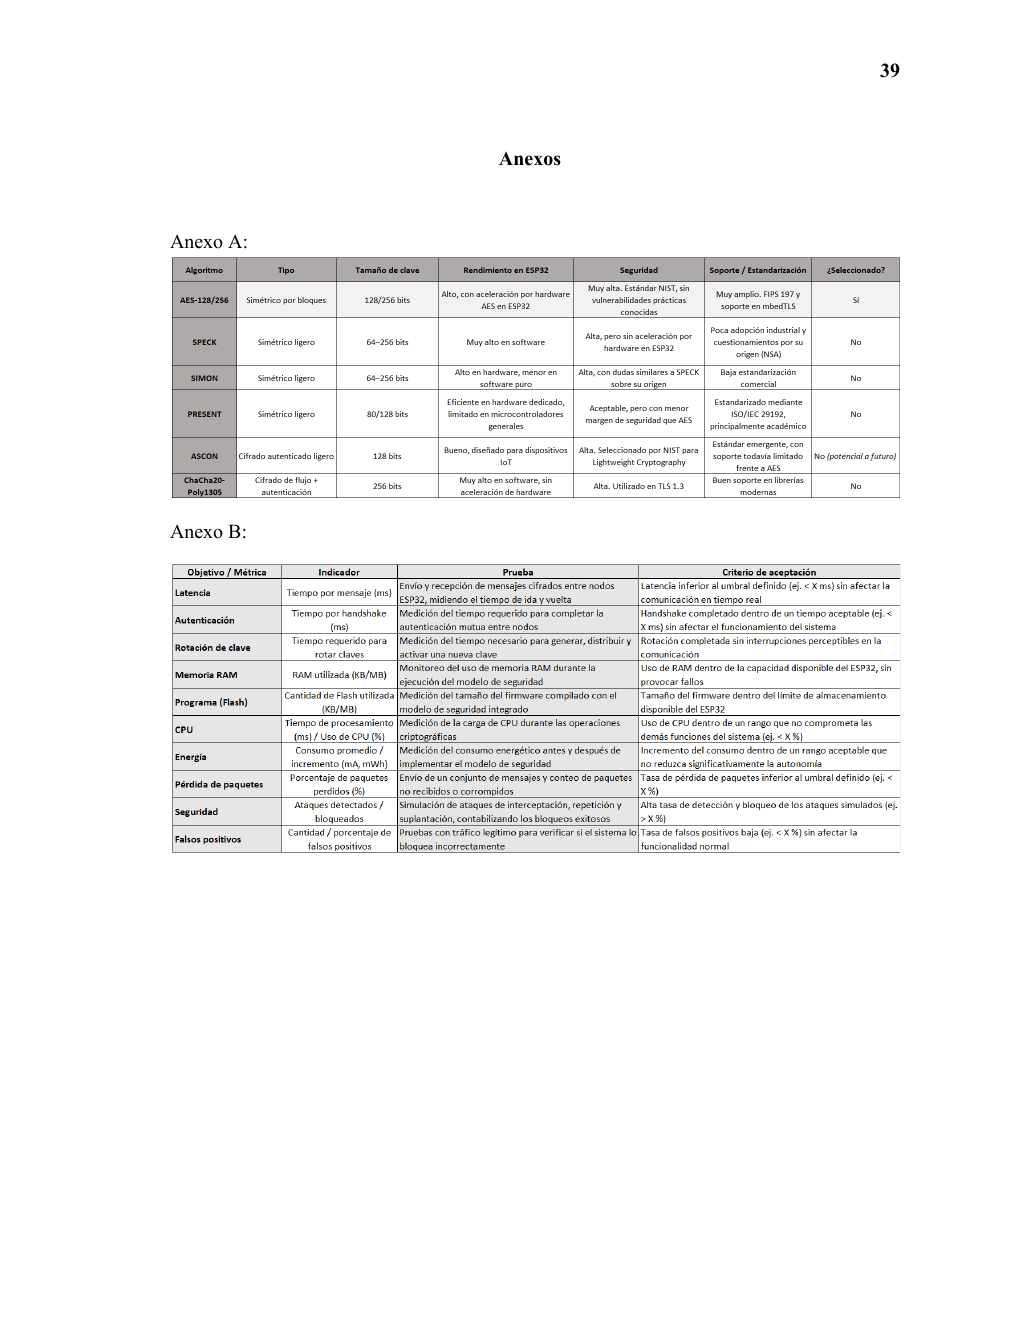 39
Anexos
Anexo A:
Algoritmo Tipo Tamaño de clave Rendimiento en ESP32 Seguridad Soporte / Estandarización ¿Seleccionado?
AES-128/256 Simétrico por bloques 128/256 bits Alto, con aceleración por hardware AES en ESP32 Muy alta. Estándar NIST, sin vulnerabilidades prácticas conocidas Muy amplio. FIPS 197 y soporte en mbedTLS Sí
SPECK Simétrico ligero 64–256 bits Muy alto en software Alta, pero sin aceleración por hardware en ESP32 Poca adopción industrial y cuestionamientos por su origen (NSA) No
SIMON Simétrico ligero 64–256 bits Alto en hardware, menor en software puro Alta, con dudas similares a SPECK sobre su origen Baja estandarización comercial No
PRESENT Simétrico ligero 80/128 bits Eficiente en hardware dedicado, limitado en microcontroladores generales Aceptable, pero con menor margen de seguridad que AES Estandarizado mediante ISO/IEC 29192, principalmente académico No
ASCON Cifrado autenticado ligero 128 bits Bueno, diseñado para dispositivos IoT Alta. Seleccionado por NIST para Lightweight Cryptography Estándar emergente, con soporte todavía limitado frente a AES No (potencial a futuro)
ChaCha20-Poly1305 Cifrado de flujo + autenticación 256 bits Muy alto en software, sin aceleración de hardware Alta. Utilizado en TLS 1.3 Buen soporte en librerías modernas No
Anexo B:
Objetivo / Métrica Indicador Prueba Criterio de aceptación
Latencia Tiempo por mensaje (ms) Envío y recepción de mensajes cifrados entre nodos ESP32, midiendo el tiempo de ida y vuelta Latencia inferior al umbral definido (ej. < X ms) sin afectar la comunicación en tiempo real
Autenticación Tiempo por handshake (ms) Medición del tiempo requerido para completar la autenticación mutua entre nodos Handshake completado dentro de un tiempo aceptable (ej. < X ms) sin afectar el funcionamiento del sistema
Rotación de clave Tiempo requerido para rotar claves Medición del tiempo necesario para generar, distribuir y activar una nueva clave Rotación completada sin interrupciones perceptibles en la comunicación
Memoria RAM RAM utilizada (KB/MB) Monitoreo del uso de memoria RAM durante la ejecución del modelo de seguridad Uso de RAM dentro de la capacidad disponible del ESP32, sin provocar fallos
Programa (Flash) Cantidad de Flash utilizada (KB/MB) Medición del tamaño del firmware compilado con el modelo de seguridad integrado Tamaño del firmware dentro del límite de almacenamiento disponible del ESP32
CPU Tiempo de procesamiento (ms) / Uso de CPU (%) Medición de la carga de CPU durante las operaciones criptográficas Uso de CPU dentro de un rango que no comprometa las demás funciones del sistema (ej. < X %)
Energía Consumo promedio / incremento (mA, mWh) Medición del consumo energético antes y después de implementar el modelo de seguridad Incremento del consumo dentro de un rango aceptable que no reduzca significativamente la autonomía
Pérdida de paquetes Porcentaje de paquetes perdidos (%) Envío de un conjunto de mensajes y conteo de paquetes no recibidos o corrompidos Tasa de pérdida de paquetes inferior al umbral definido (ej. < X %)
Seguridad Ataques detectados / bloqueados Simulación de ataques de interceptación, repetición y suplantación, contabilizando los bloqueos exitosos Alta tasa de detección y bloqueo de los ataques simulados (ej. > X %)
Falsos positivos Cantidad / porcentaje de falsos positivos Pruebas con tráfico legítimo para verificar si el sistema lo bloquea incorrectamente Tasa de falsos positivos baja (ej. < X %) sin afectar la funcionalidad normal